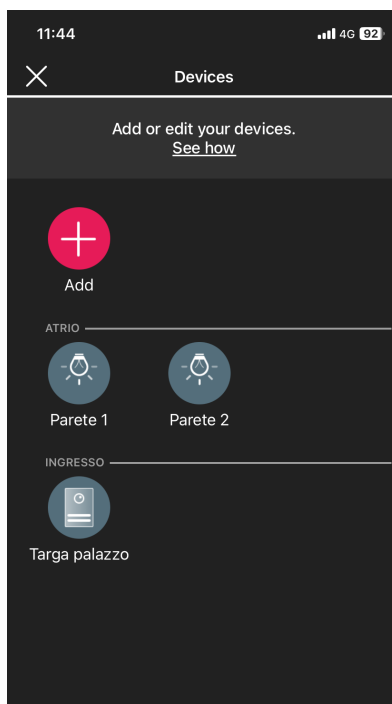 11:44
4G 92
Devices
Add or edit your devices.
See how
Add
ATRIO
Parete 1 Parete 2
INGRESSO
Targa palazzo